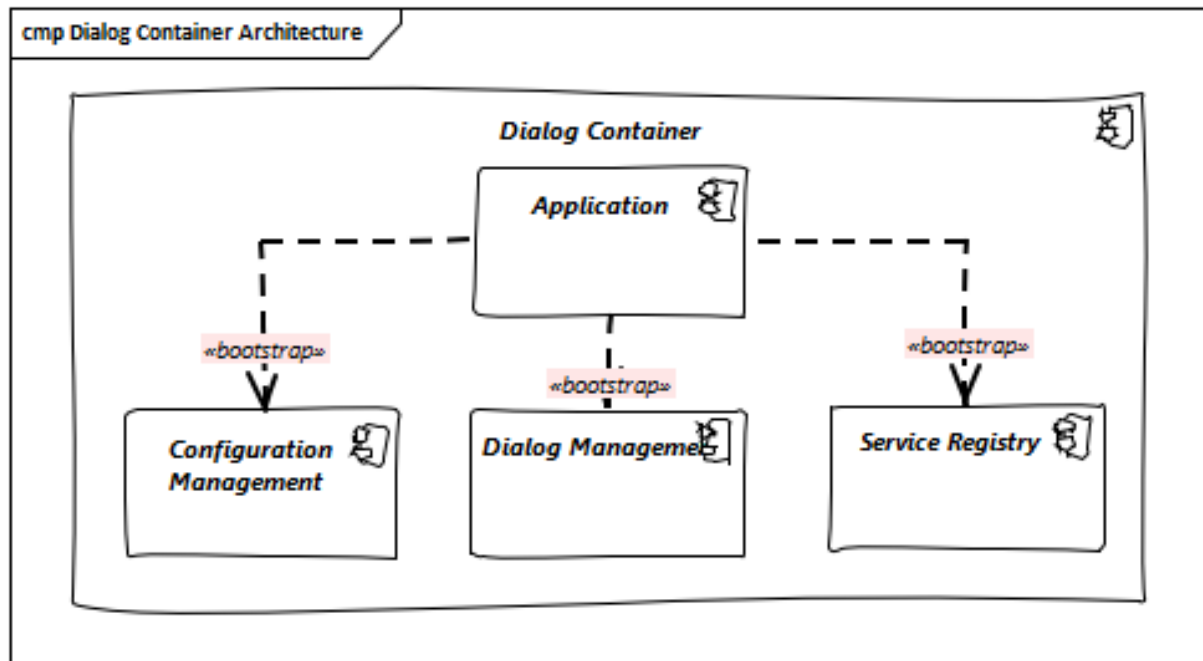 cmp Dialog Container Architecture
Dialog Container
Application
«bootstrap»
«bootstrap»
«bootstrap»
Configuration
Management
Dialog Manageme
Service Registry